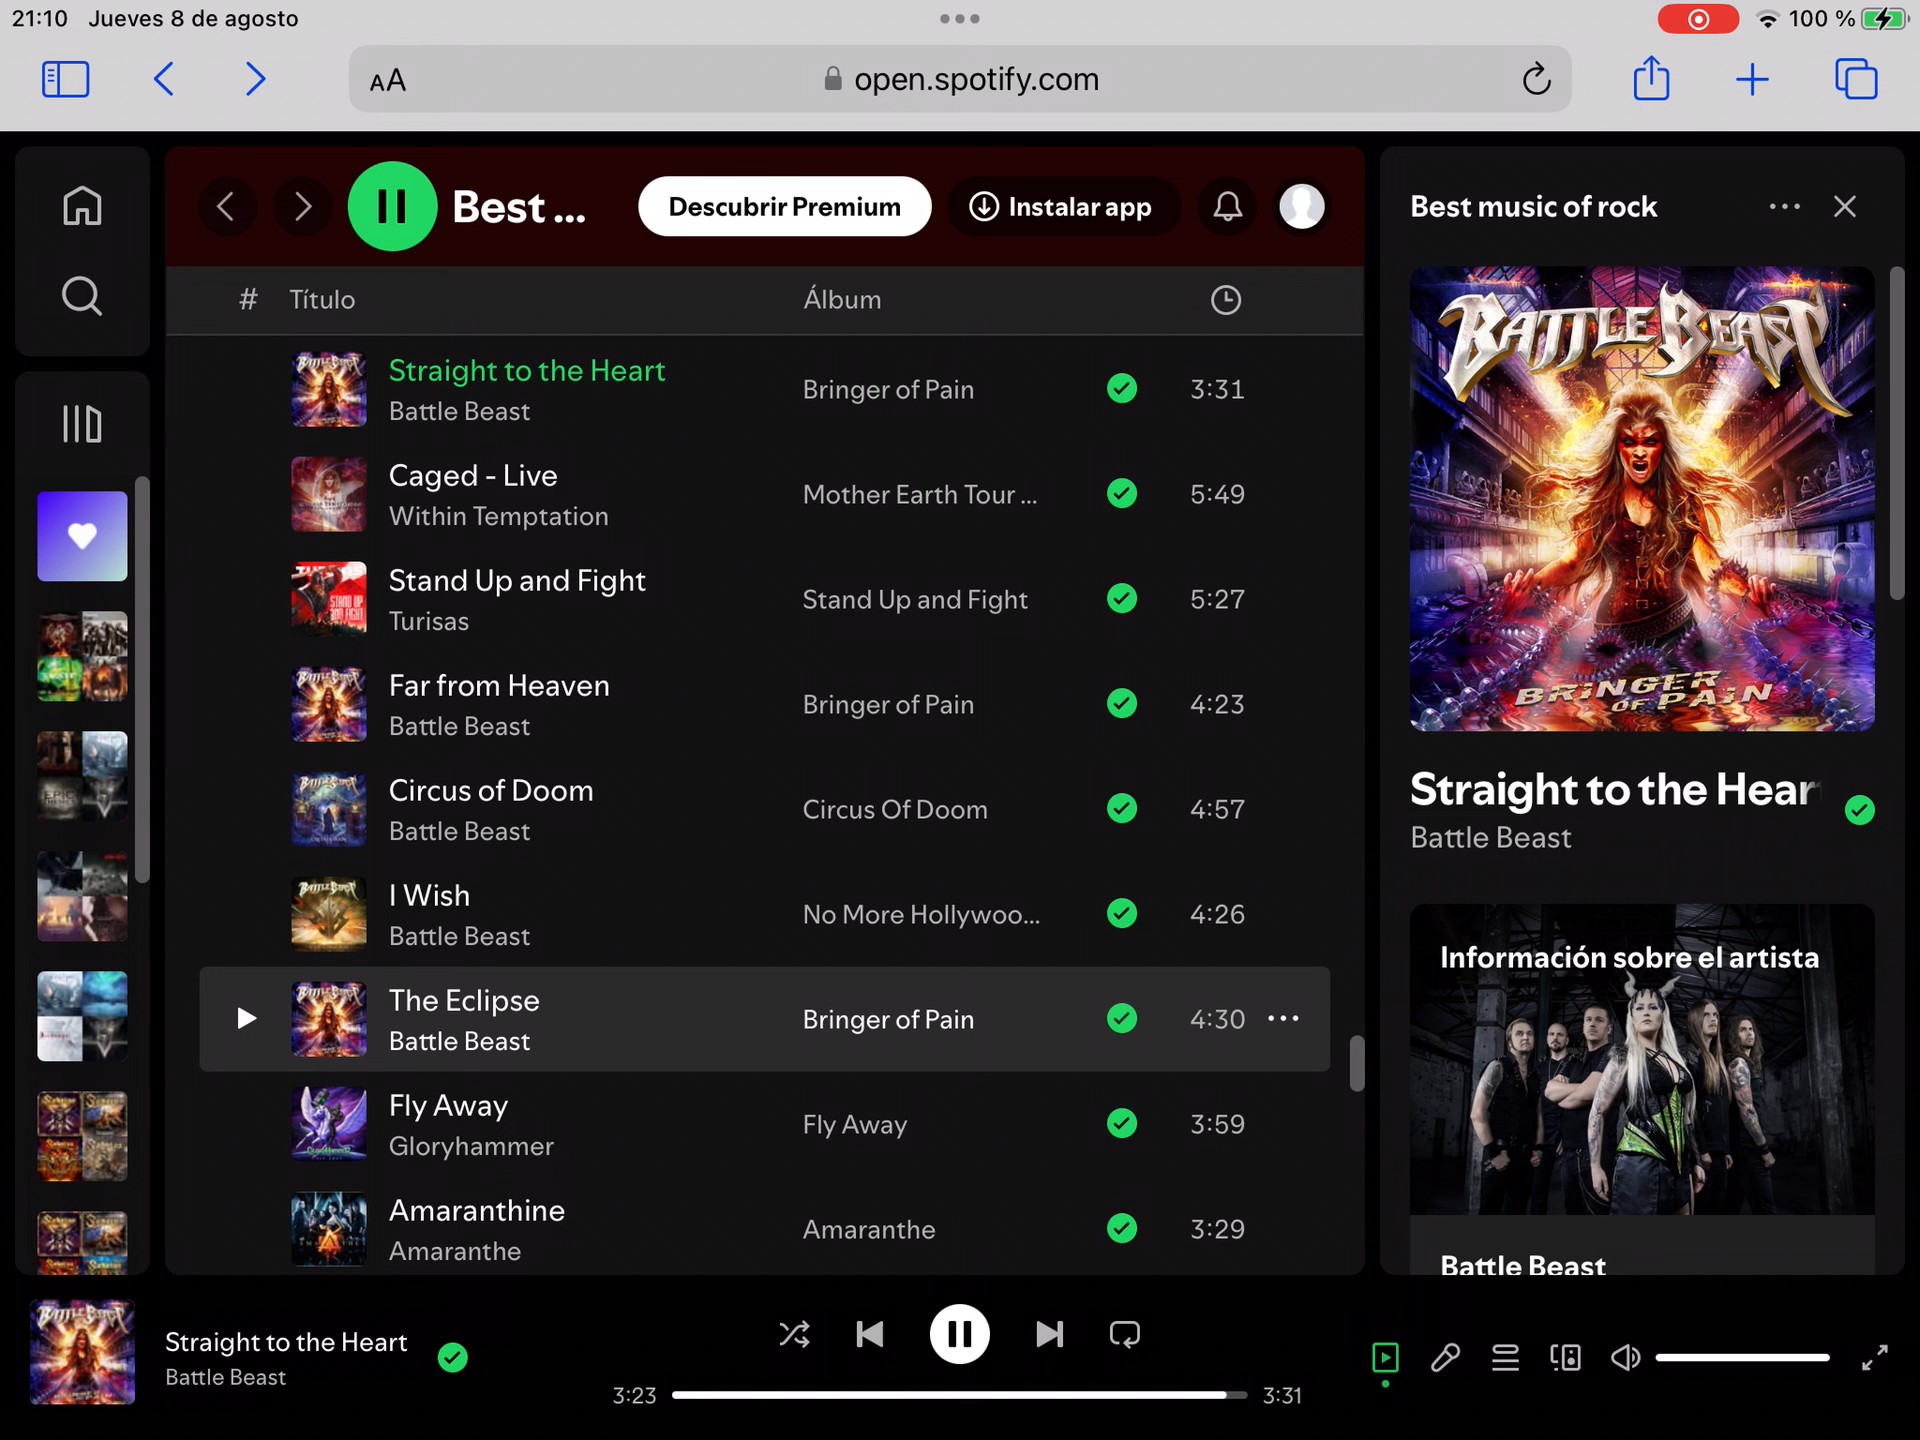 21:10 Jueves 8 de agosto
100 %
AA
open.spotify.com
Best ...
Descubrir Premium
Instalar app
# Título Álbum
Straight to the Heart
Battle Beast
Bringer of Pain
3:31
Caged - Live
Within Temptation
Mother Earth Tour ...
5:49
Stand Up and Fight
Turisas
Stand Up and Fight
5:27
Far from Heaven
Battle Beast
Bringer of Pain
4:23
Circus of Doom
Battle Beast
Circus Of Doom
4:57
I Wish
Battle Beast
No More Hollywoo...
4:26
The Eclipse
Battle Beast
Bringer of Pain
4:30
Fly Away
Gloryhammer
Fly Away
3:59
Amaranthine
Amaranthe
Amaranthe
3:29
Best music of rock
BATTLE BEAST
BRINGER
OF PAIN
Straight to the Hear
Battle Beast
Información sobre el artista
Battle Beast
Straight to the Heart
Battle Beast
3:23
3:31